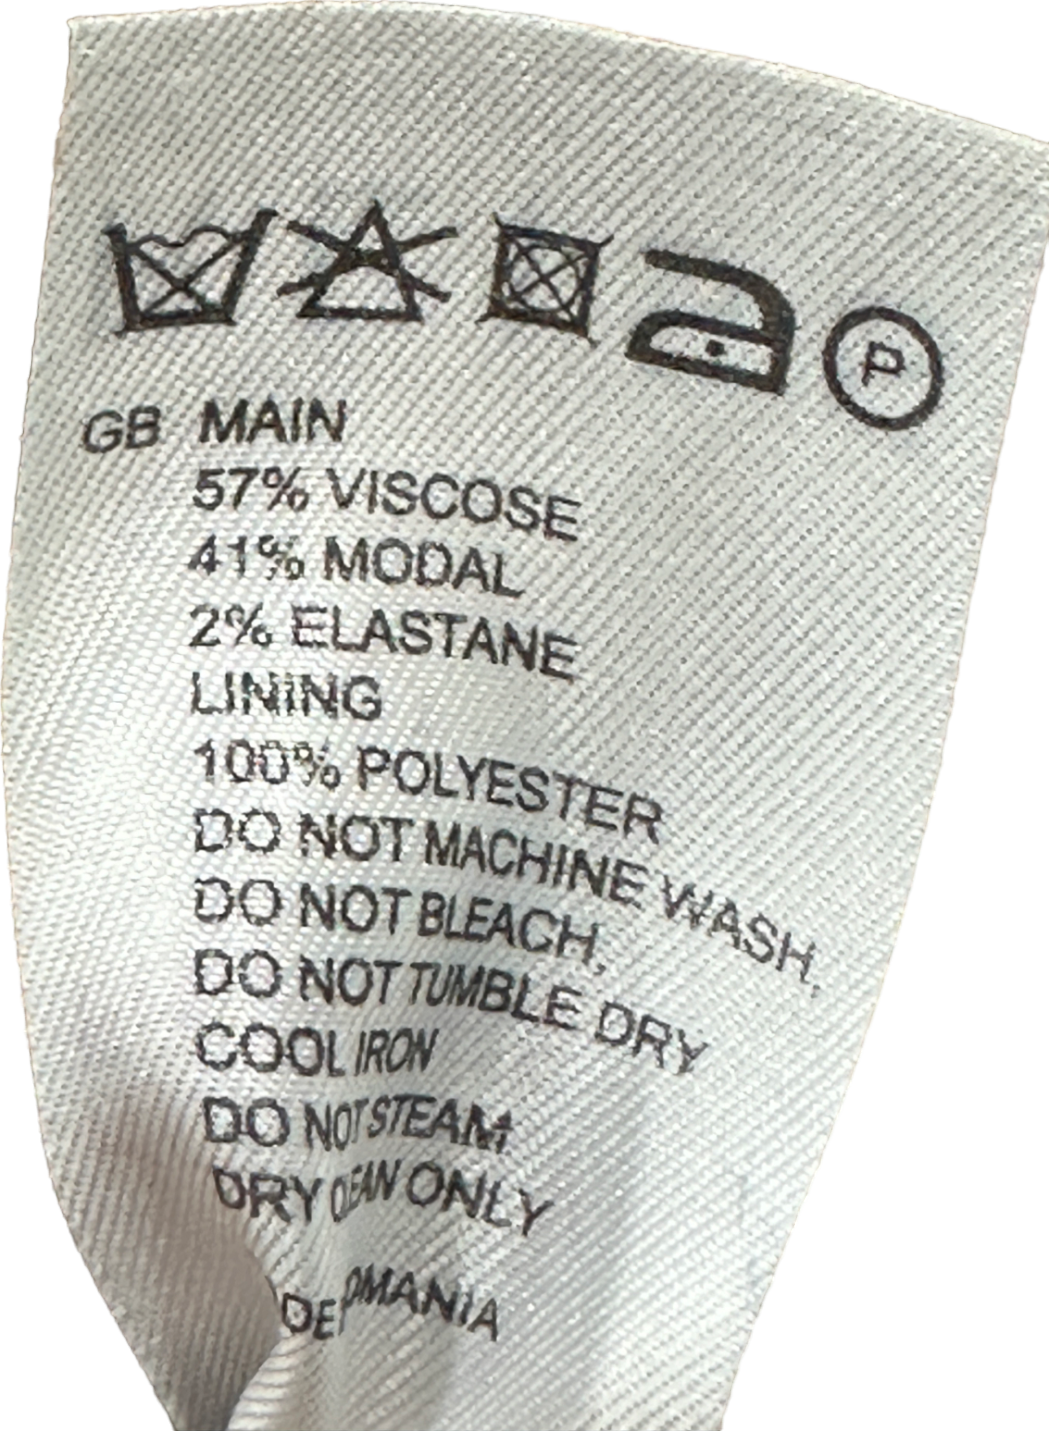 P
GB MAIN
57% VISCOSE
41% MODAL
2% ELASTANE
LINING
100% POLYESTER
DO NOT MACHINE WASH,
DO NOT BLEACH,
DO NOT TUMBLE DRY
COOL IRON
DO NOT STEAM
DRY CLEAN ONLY